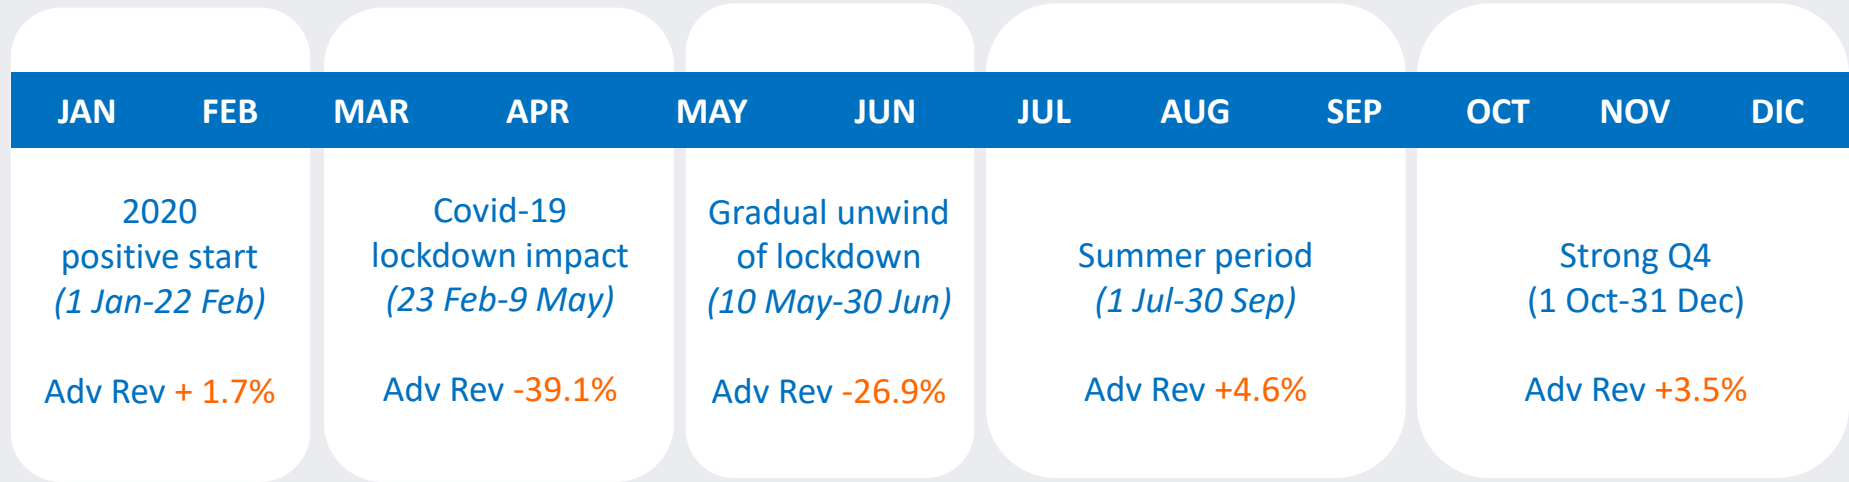 JAN FEB MAR APR MAY JUN JUL AUG SEP OCT NOV DIC
2020
positive start
(1 Jan-22 Feb)
Adv Rev + 1.7%
Covid-19
lockdown impact
(23 Feb-9 May)
Adv Rev -39.1%
Gradual unwind
of lockdown
(10 May-30 Jun)
Adv Rev -26.9%
Summer period
(1 Jul-30 Sep)
Adv Rev +4.6%
Strong Q4
(1 Oct-31 Dec)
Adv Rev +3.5%